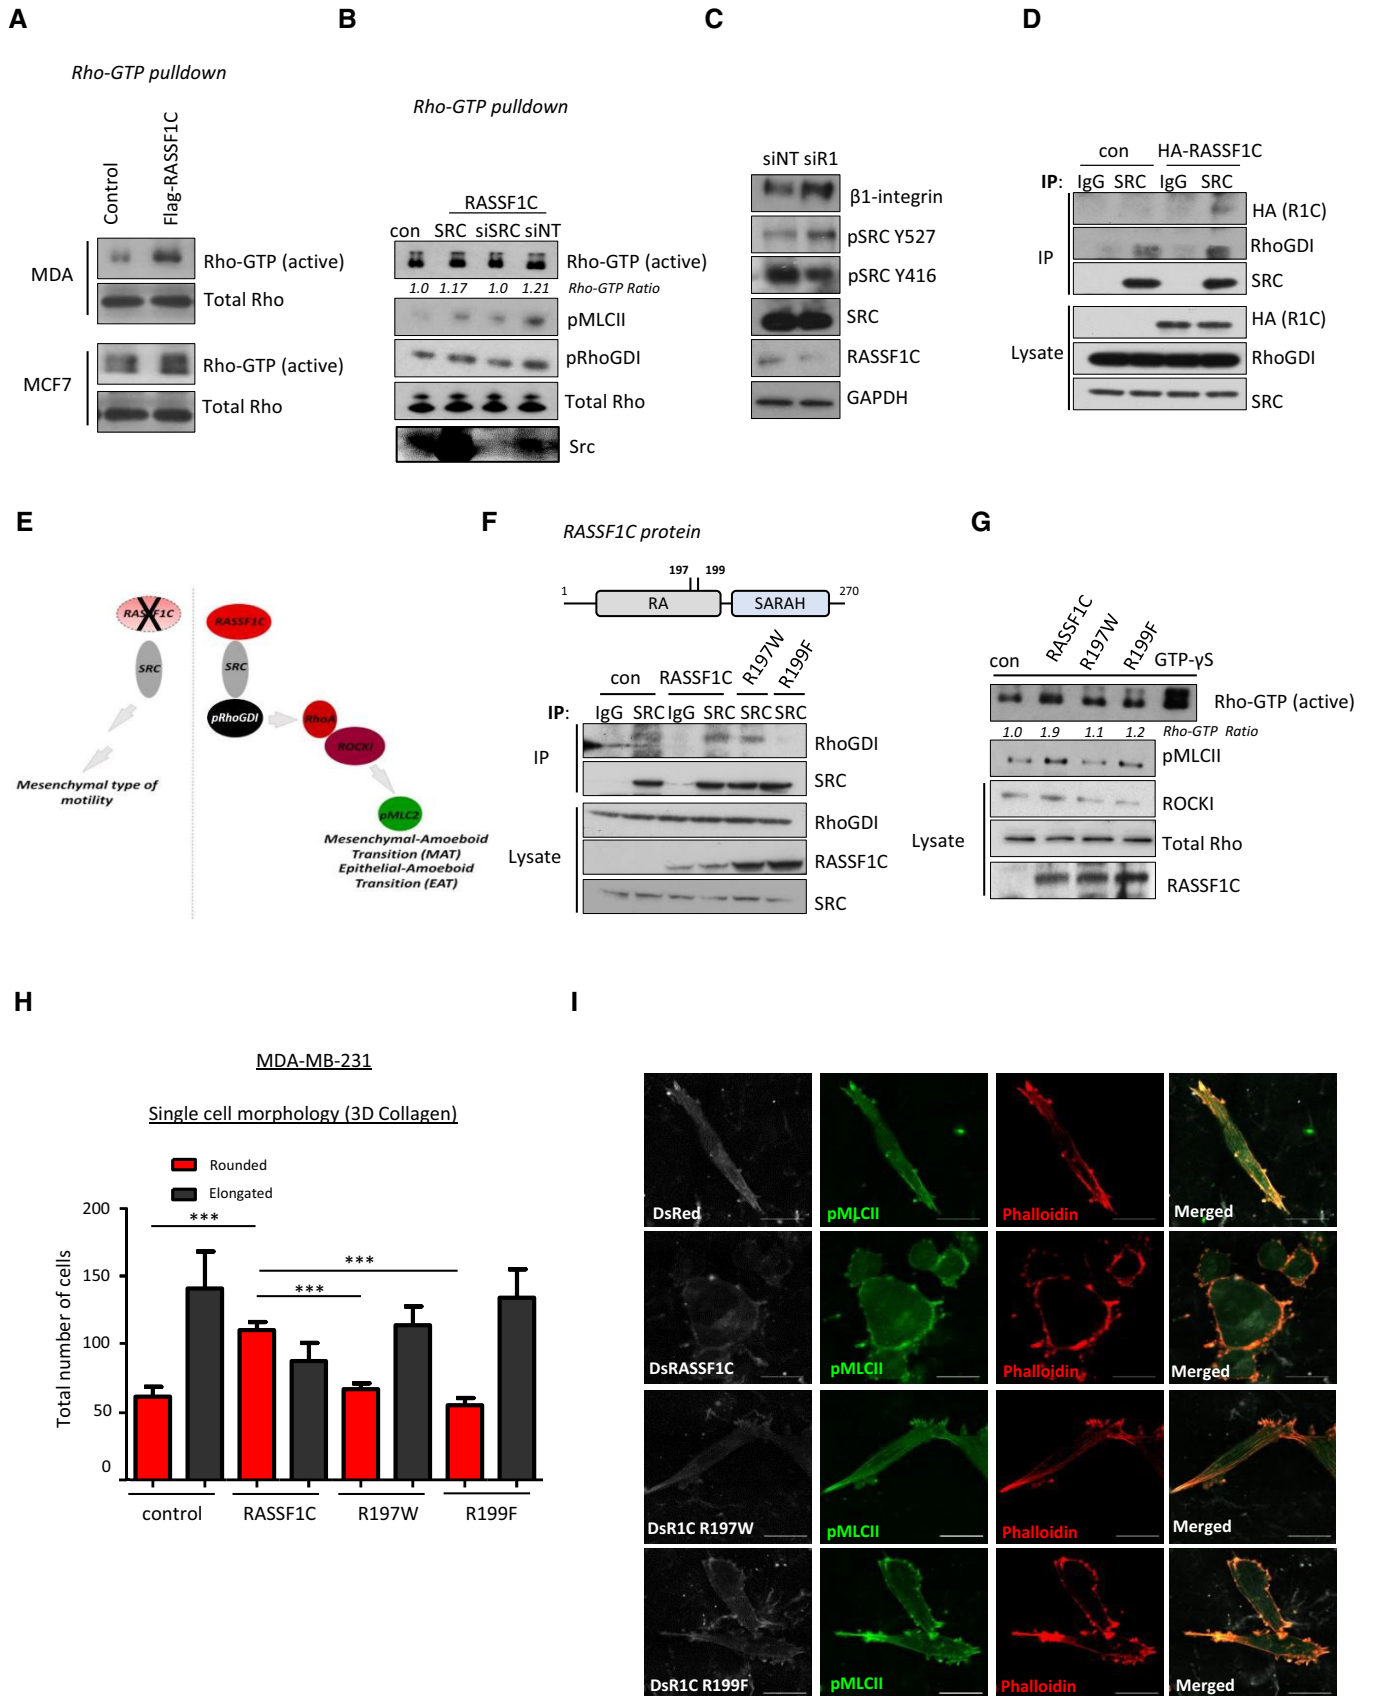 A
Rho-GTP pulldown
Control
Flag-RASSF1C
MDA
Rho-GTP (active)
Total Rho
MCF7
Rho-GTP (active)
Total Rho
B
Rho-GTP pulldown
RASSF1C
con SRC siSRC siNT
Rho-GTP (active)
1.0 1.17 1.0 1.21 Rho-GTP Ratio
pMLCII
pRhoGDI
Total Rho
Src
C
siNT siR1
β1-integrin
pSRC Y527
pSRC Y416
SRC
RASSF1C
GAPDH
D
con HA-RASSF1C
IP: IgG SRC IgG SRC
IP
HA (R1C)
RhoGDI
SRC
Lysate
HA (R1C)
RhoGDI
SRC
E
RASSF1C
SRC
Mesenchymal type of
motility
RASSF1C
SRC
pRhoGDI
RhoA
ROCKI
pMLC2
Mesenchymal-Amoeboid
Transition (MAT)
Epithelial-Amoeboid
Transition (EAT)
F
RASSF1C protein
197 199
1 270
RA SARAH
con RASSF1C R197W R199F
IP: IgG SRC IgG SRC SRC SRC
IP
RhoGDI
SRC
Lysate
RhoGDI
RASSF1C
SRC
G
con RASSF1C R197W R199F GTP-γS
Rho-GTP (active)
1.0 1.9 1.1 1.2 Rho-GTP Ratio
pMLCII
Lysate
ROCKI
Total Rho
RASSF1C
H
MDA-MB-231
Single cell morphology (3D Collagen)
Rounded
Elongated
Total number of cells
200
150
100
50
0
***
***
***
control RASSF1C R197W R199F
I
DsRed pMLCII Phalloidin Merged
DsRASSF1C pMLCII Phalloidin Merged
DsR1C R197W pMLCII Phalloidin Merged
DsR1C R199F pMLCII Phalloidin Merged